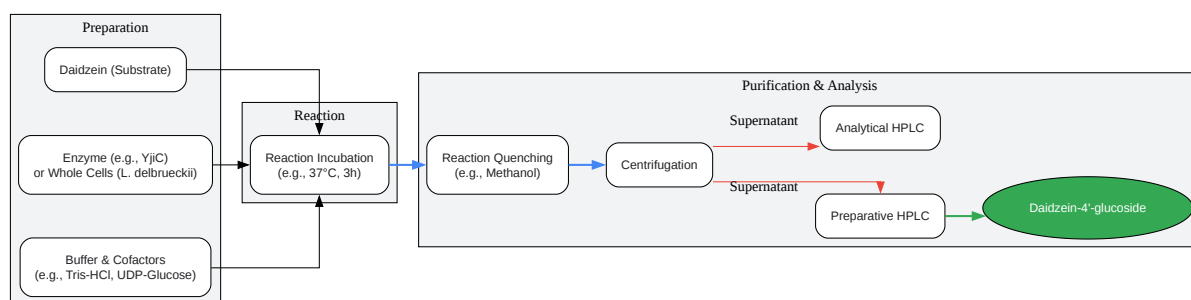 Preparation
Daidzein (Substrate)
Enzyme (e.g., YjiC)
or Whole Cells (L. delbrueckii)
Buffer & Cofactors
(e.g., Tris-HCl, UDP-Glucose)
Reaction
Reaction Incubation
(e.g., 37°C, 3h)
Purification & Analysis
Reaction Quenching
(e.g., Methanol)
Centrifugation
Supernatant
Analytical HPLC
Supernatant
Preparative HPLC
Daidzein-4'-glucoside